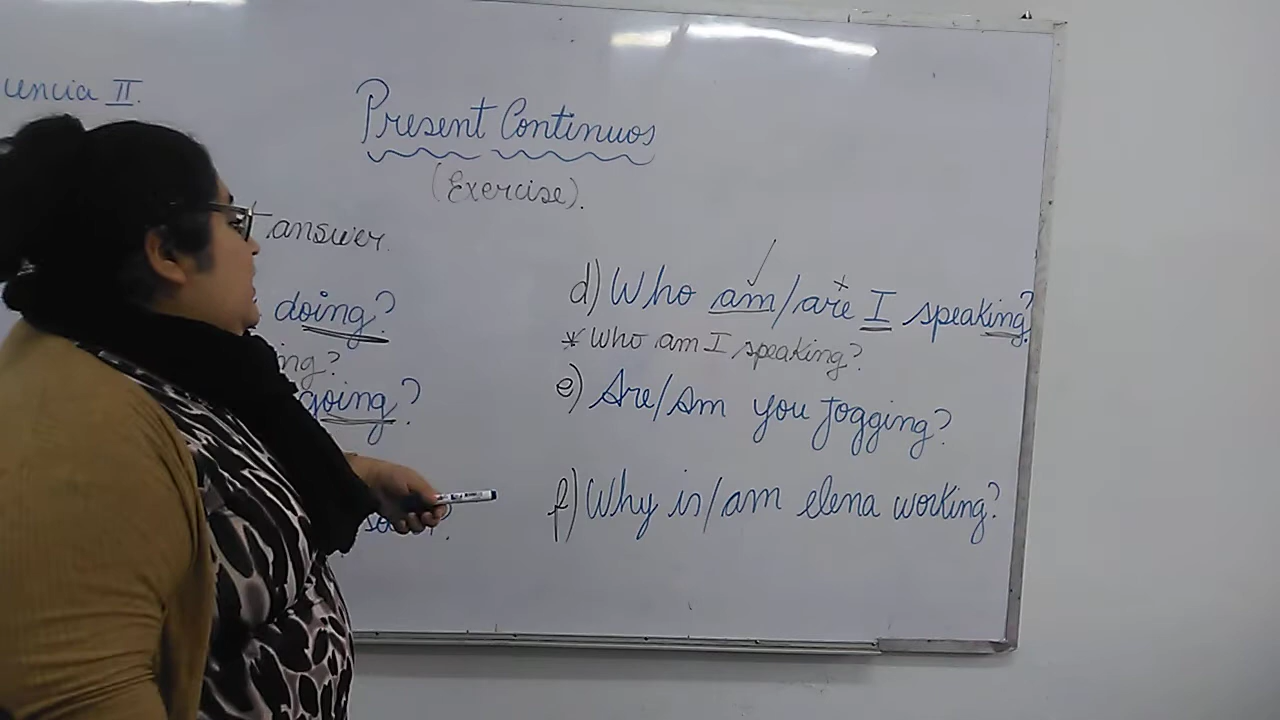 uencia II.
Present Continuos
(Exercise).
answer.
doing?
ing?
going?
d) Who am/are I speaking?
* Who am I speaking?
e) Are/Am you jogging?
f) Why is/am elena working?